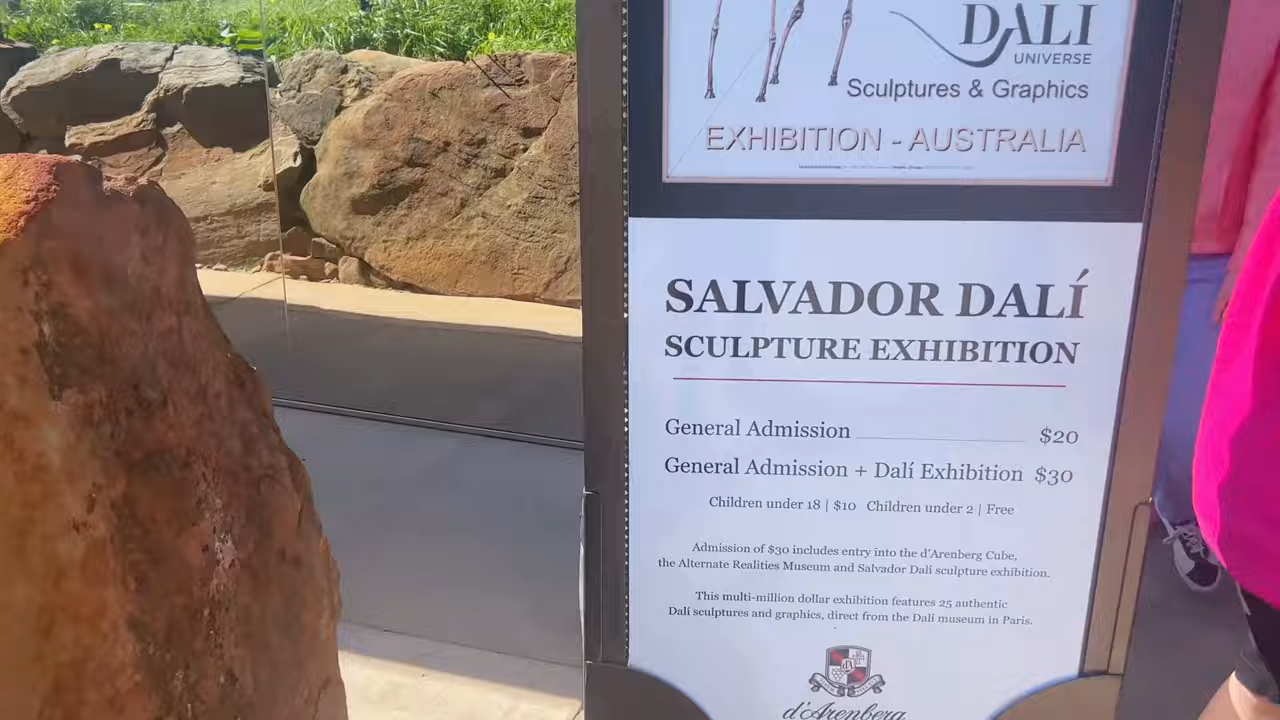 DALI
UNIVERSE
Sculptures & Graphics
EXHIBITION - AUSTRALIA
SALVADOR DALÍ
SCULPTURE EXHIBITION
General Admission $20
General Admission + Dalí Exhibition $30
Children under 18 | $10 Children under 2 | Free
Admission of $30 includes entry into the d'Arenberg Cube,
the Alternate Realities Museum and Salvador Dalí sculpture exhibition.
This multi-million dollar exhibition features 25 authentic
Dalí sculptures and graphics, direct from the Dalí museum in Paris.
d'A
d'Arenberg